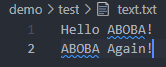 demo > test > text.txt
1 Hello ABOBA!
2 ABOBA Again!